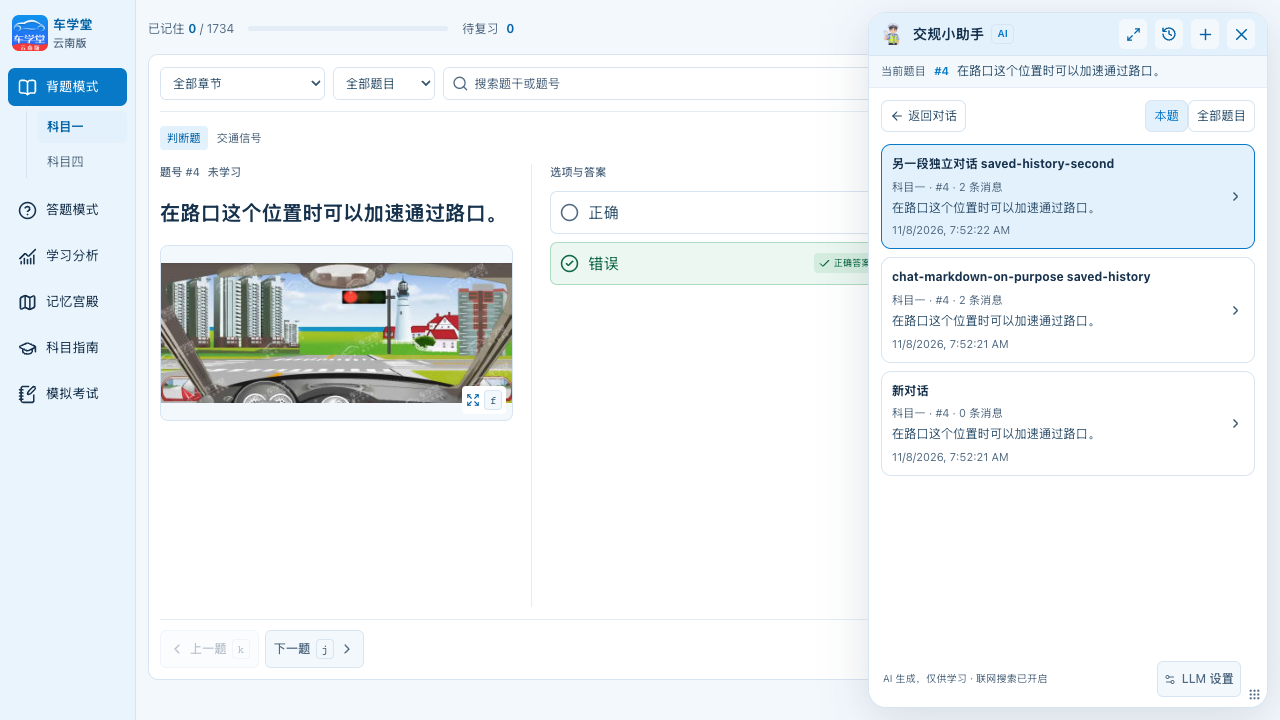 车学堂
云南版
背题模式
科目一
科目四
答题模式
学习分析
记忆宫殿
科目指南
模拟考试
已记住 0 / 1734
待复习 0
全部章节
全部题目
搜索题干或题号
判断题 交通信号
题号 #4 未学习
在路口这个位置时可以加速通过路口。
f
选项与答案
正确
错误
正确答案
上一题 k
下一题 j
交规小助手 AI
当前题目 #4 在路口这个位置时可以加速通过路口。
返回对话
本题
全部题目
另一段独立对话 saved-history-second
科目一 · #4 · 2 条消息
在路口这个位置时可以加速通过路口。
11/8/2026, 7:52:22 AM
chat-markdown-on-purpose saved-history
科目一 · #4 · 2 条消息
在路口这个位置时可以加速通过路口。
11/8/2026, 7:52:21 AM
新对话
科目一 · #4 · 0 条消息
在路口这个位置时可以加速通过路口。
11/8/2026, 7:52:21 AM
AI 生成，仅供学习 · 联网搜索已开启
LLM 设置